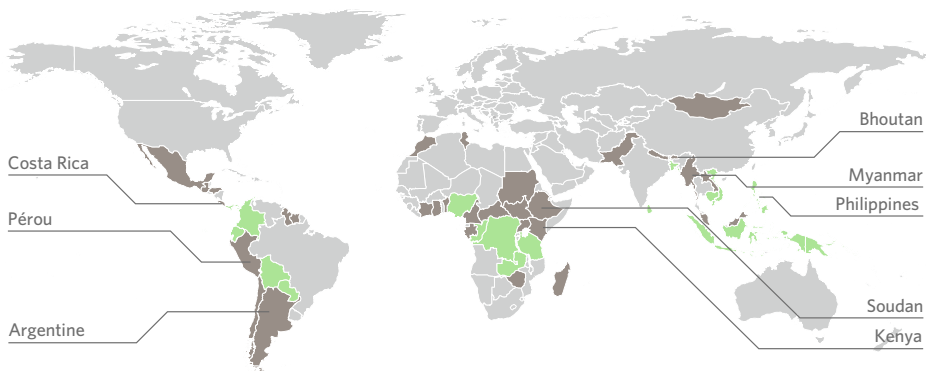 Costa Rica
Pérou
Argentine
Bhoutan
Myanmar
Philippines
Soudan
Kenya